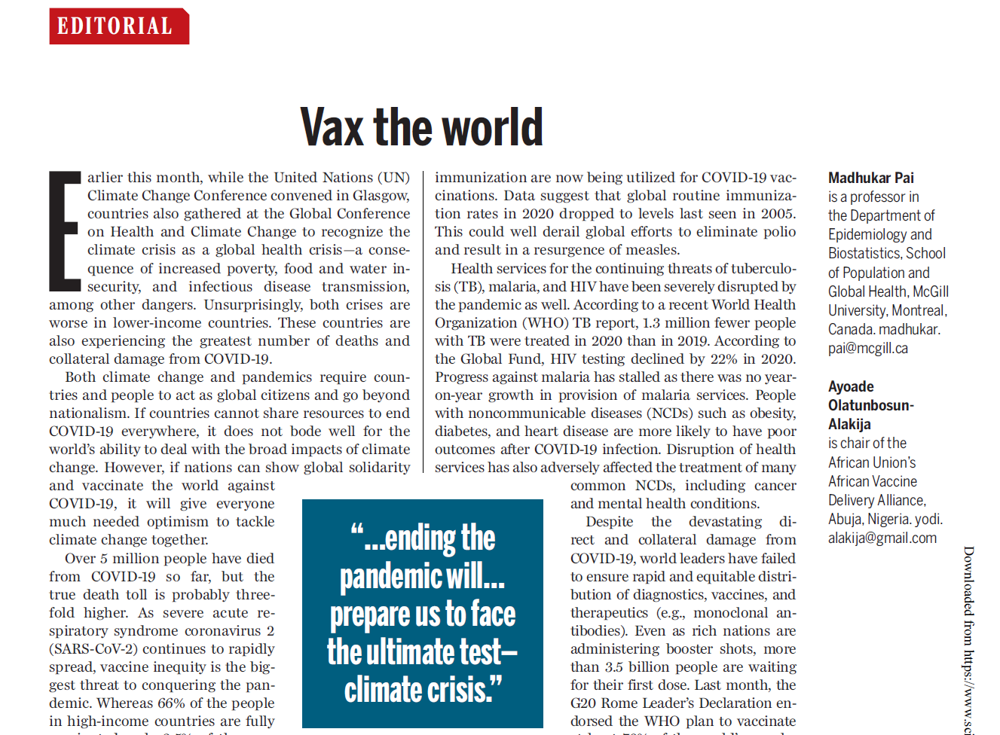 EDITORIAL
Vax the world
Earlier this month, while the United Nations (UN)
Climate Change Conference convened in Glasgow,
countries also gathered at the Global Conference
on Health and Climate Change to recognize the
climate crisis as a global health crisis—a conse-
quence of increased poverty, food and water in-
security, and infectious disease transmission,
among other dangers. Unsurprisingly, both crises are
worse in lower-income countries. These countries are
also experiencing the greatest number of deaths and
collateral damage from COVID-19.
Both climate change and pandemics require coun-
tries and people to act as global citizens and go beyond
nationalism. If countries cannot share resources to end
COVID-19 everywhere, it does not bode well for the
world’s ability to deal with the broad impacts of climate
change. However, if nations can show global solidarity
and vaccinate the world against
COVID-19, it will give everyone
much needed optimism to tackle
climate change together.
Over 5 million people have died
from COVID-19 so far, but the
true death toll is probably three-
fold higher. As severe acute re-
spiratory syndrome coronavirus 2
(SARS-CoV-2) continues to rapidly
spread, vaccine inequity is the big-
gest threat to conquering the pan-
demic. Whereas 66% of the people
in high-income countries are fully
“...ending the
pandemic will...
prepare us to face
the ultimate test—
climate crisis.”
immunization are now being utilized for COVID-19 vac-
cinations. Data suggest that global routine immuniza-
tion rates in 2020 dropped to levels last seen in 2005.
This could well derail global efforts to eliminate polio
and result in a resurgence of measles.
Health services for the continuing threats of tuberculo-
sis (TB), malaria, and HIV have been severely disrupted by
the pandemic as well. According to a recent World Health
Organization (WHO) TB report, 1.3 million fewer people
with TB were treated in 2020 than in 2019. According to
the Global Fund, HIV testing declined by 22% in 2020.
Progress against malaria has stalled as there was no year-
on-year growth in provision of malaria services. People
with noncommunicable diseases (NCDs) such as obesity,
diabetes, and heart disease are more likely to have poor
outcomes after COVID-19 infection. Disruption of health
services has also adversely affected the treatment of many
common NCDs, including cancer
and mental health conditions.
Despite the devastating di-
rect and collateral damage from
COVID-19, world leaders have failed
to ensure rapid and equitable distri-
bution of diagnostics, vaccines, and
therapeutics (e.g., monoclonal an-
tibodies). Even as rich nations are
administering booster shots, more
than 3.5 billion people are waiting
for their first dose. Last month, the
G20 Rome Leader’s Declaration en-
dorsed the WHO plan to vaccinate
Madhukar Pai
is a professor in
the Department of
Epidemiology and
Biostatistics, School
of Population and
Global Health, McGill
University, Montreal,
Canada. madhukar.
pai@mcgill.ca
Ayoade
Olatunbosun-
Alakija
is chair of the
African Union’s
African Vaccine
Delivery Alliance,
Abuja, Nigeria. yodi.
alakija@gmail.com
Downloaded from https://www.sci